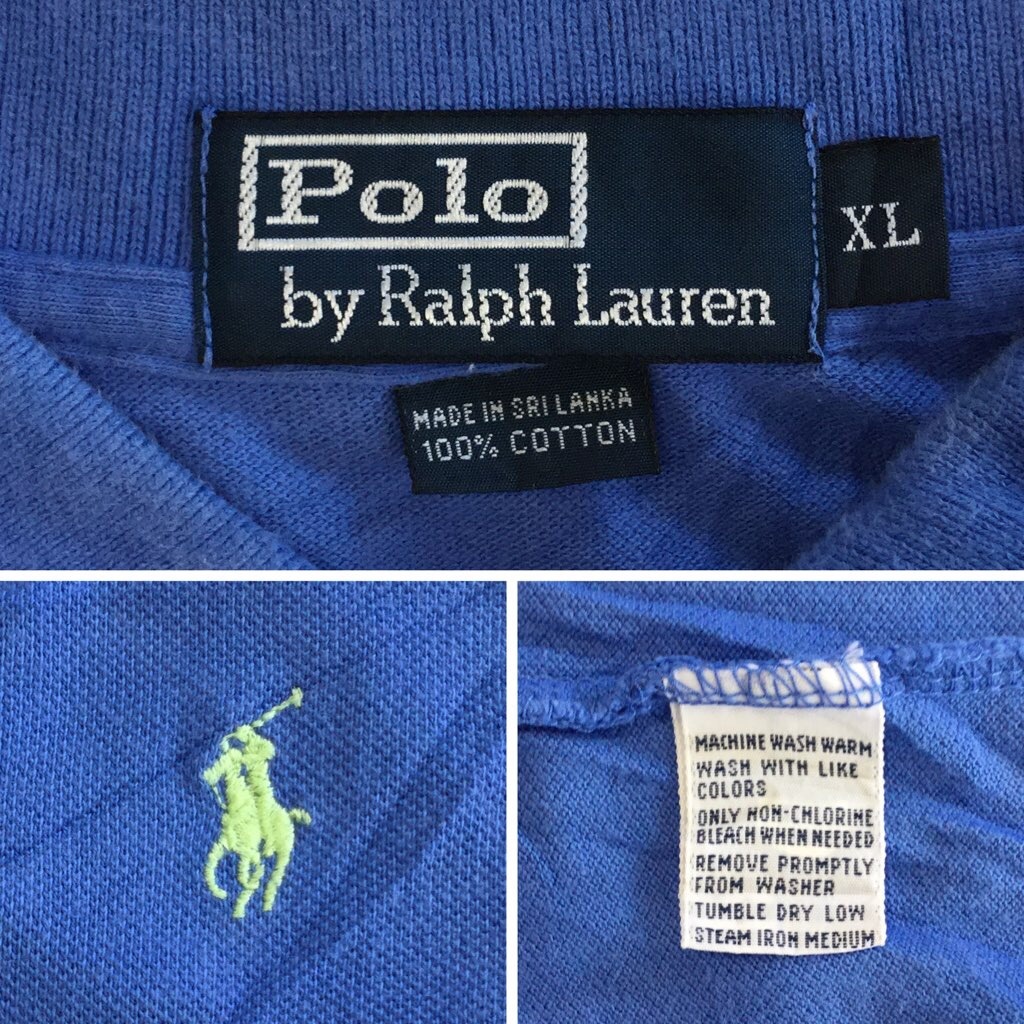 Polo
by Ralph Lauren
XL
MADE IN SRI LANKA
100% COTTON
MACHINE WASH WARM
WASH WITH LIKE
COLORS
ONLY NON-CHLORINE
BLEACH WHEN NEEDED
REMOVE PROMPTLY
FROM WASHER
TUMBLE DRY LOW
STEAM IRON MEDIUM